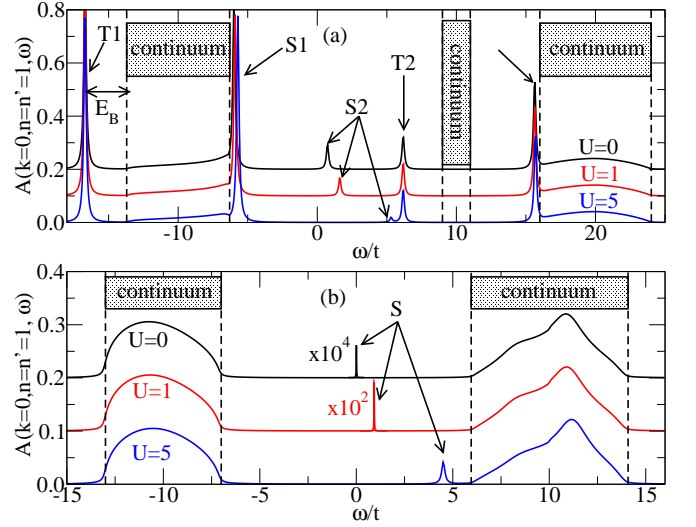 A(k=0,n=n'=1,ω)
0.8
0.6
0.4
0.2
0.0
T1
continuum
(a)
S1
E_B
S2
T2
continuum
continuum
U=0
U=1
U=5
-10
0
10
20
ω/t
A(k=0,n=n'=1, ω)
0.4
0.3
0.2
0.1
0.0
continuum
(b)
S
continuum
U=0
x10^4
U=1
x10^2
U=5
-15
-10
-5
0
5
10
15
ω/t